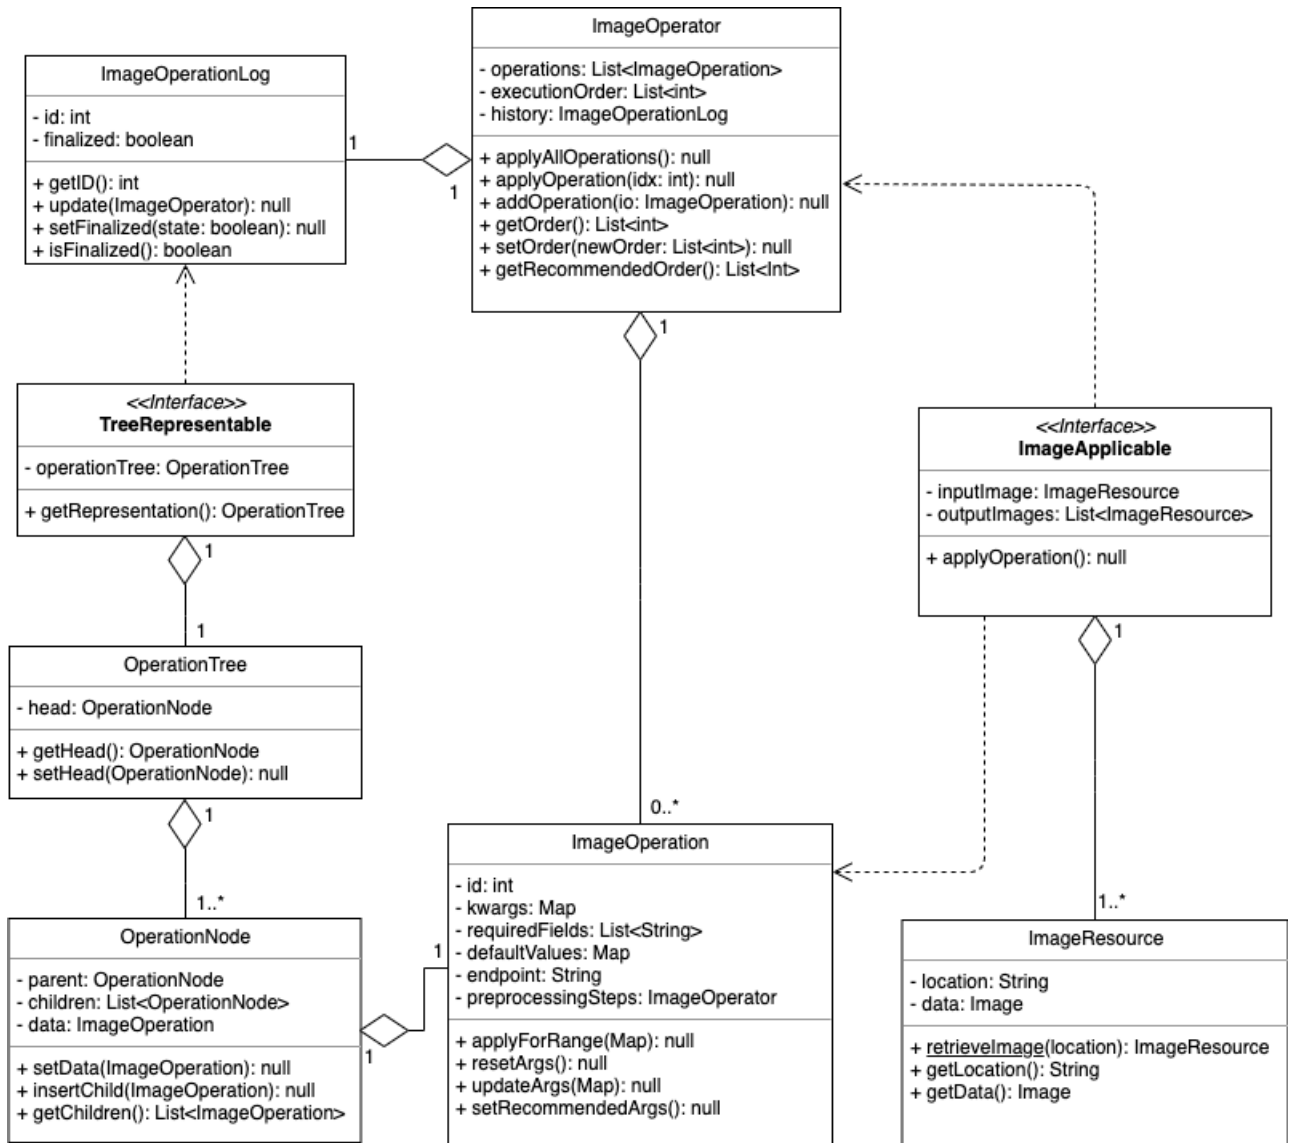 ImageOperator
- operations: List<ImageOperation>
- executionOrder: List<int>
- history: ImageOperationLog
+ applyAllOperations(): null
+ applyOperation(idx: int): null
+ addOperation(io: ImageOperation): null
+ getOrder(): List<int>
+ setOrder(newOrder: List<int>): null
+ getRecommendedOrder(): List<Int>
1
ImageOperationLog
- id: int
- finalized: boolean
+ getID(): int
+ update(ImageOperator): null
+ setFinalized(state: boolean): null
+ isFinalized(): boolean
1
1
<<Interface>>
TreeRepresentable
- operationTree: OperationTree
+ getRepresentation(): OperationTree
1
1
<<Interface>>
ImageApplicable
- inputImage: ImageResource
- outputImages: List<ImageResource>
+ applyOperation(): null
1
1..*
OperationTree
- head: OperationNode
+ getHead(): OperationNode
+ setHead(OperationNode): null
1
1..*
0..*
OperationNode
- parent: OperationNode
- children: List<OperationNode>
- data: ImageOperation
+ setData(ImageOperation): null
+ insertChild(ImageOperation): null
+ getChildren(): List<ImageOperation>
1
1
ImageOperation
- id: int
- kwargs: Map
- requiredFields: List<String>
- defaultValues: Map
- endpoint: String
- preprocessingSteps: ImageOperator
+ applyForRange(Map): null
+ resetArgs(): null
+ updateArgs(Map): null
+ setRecommendedArgs(): null
ImageResource
- location: String
- data: Image
+ retrieveImage(location): ImageResource
+ getLocation(): String
+ getData(): Image